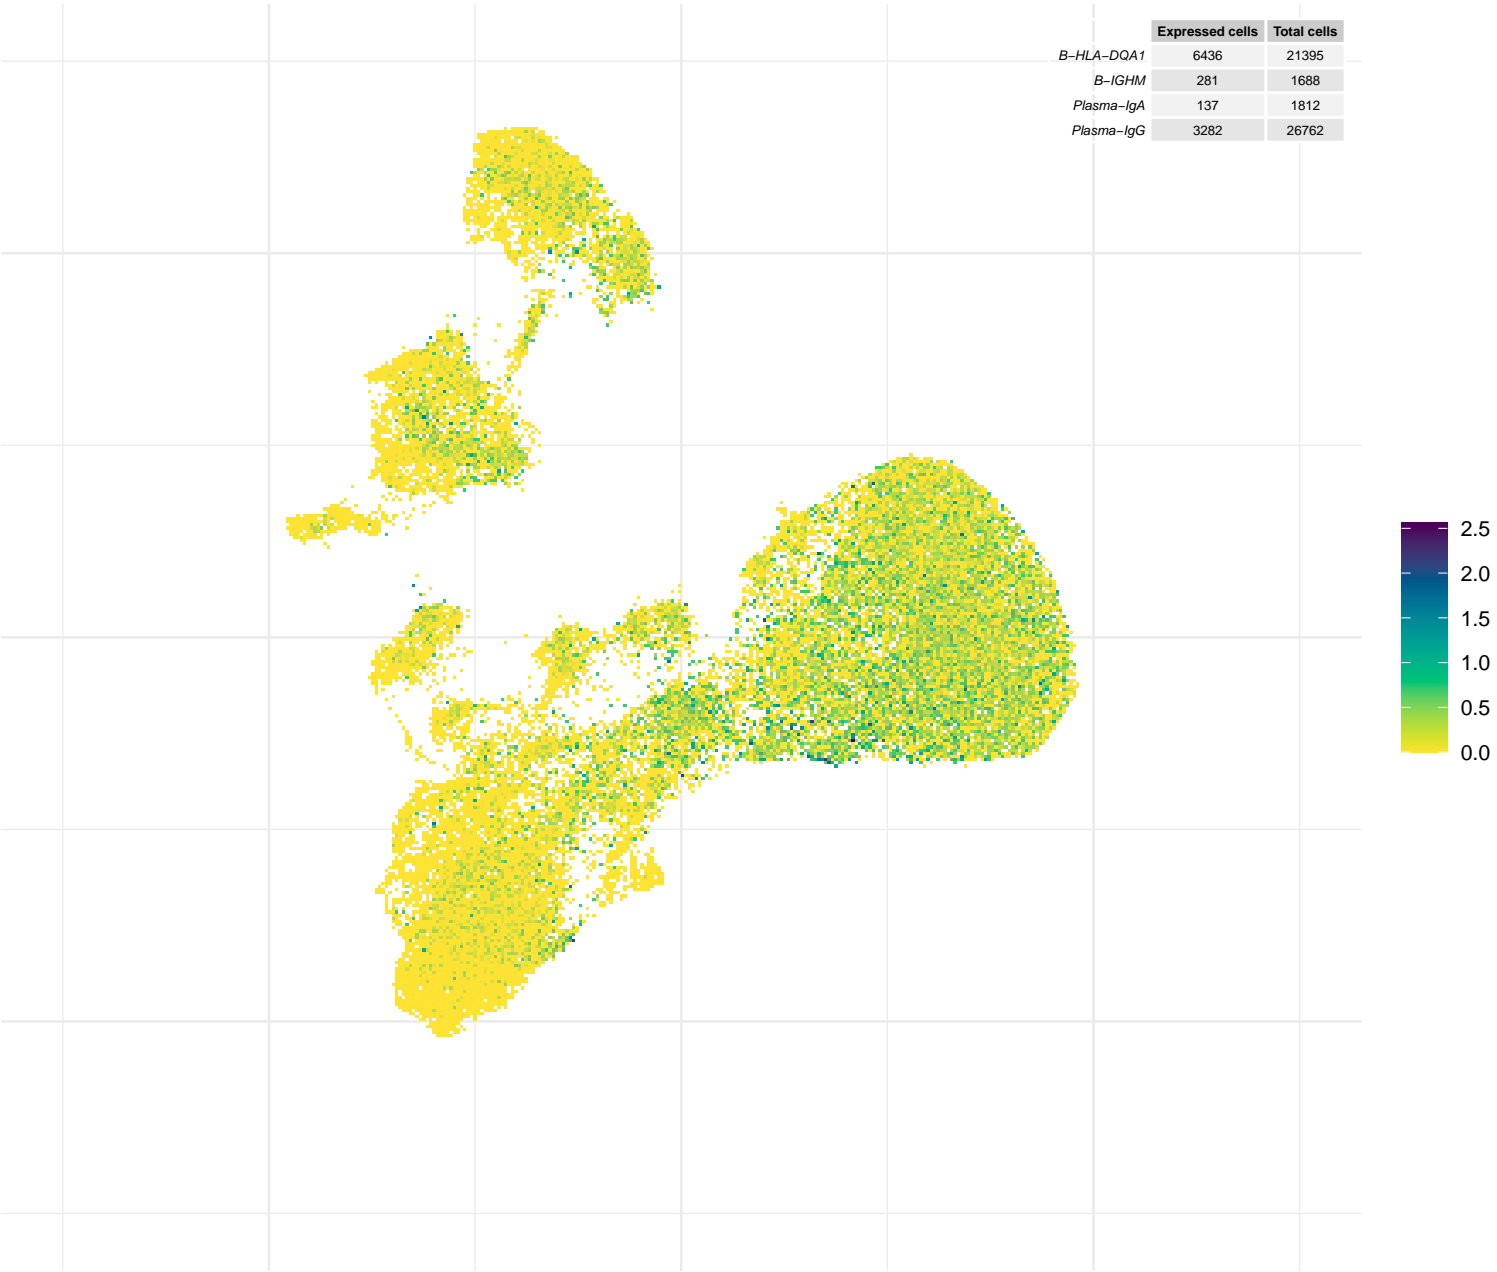 Expressed cells Total cells
B−HLA−DQA1 6436 21395
B−IGHM 281 1688
Plasma−IgA 137 1812
Plasma−IgG 3282 26762
2.5
2.0
1.5
1.0
0.5
0.0